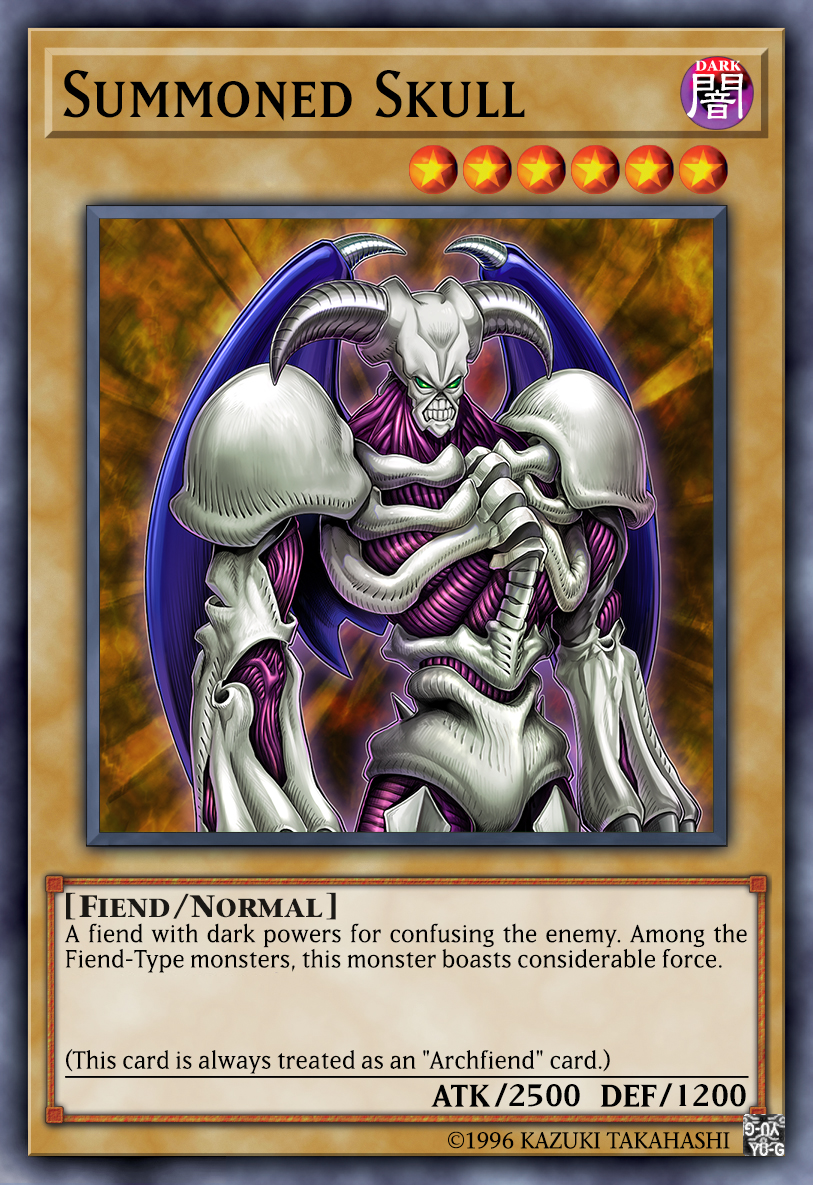 Summoned Skull
DARK
闇
[Fiend/Normal]
A fiend with dark powers for confusing the enemy. Among the
Fiend-Type monsters, this monster boasts considerable force.
(This card is always treated as an "Archfiend" card.)
ATK/2500 DEF/1200
©1996 KAZUKI TAKAHASHI